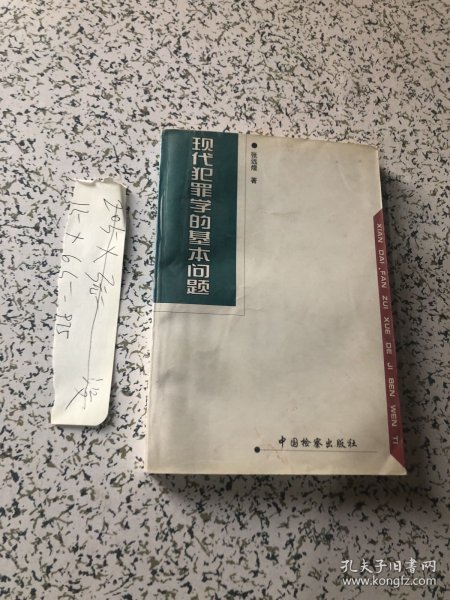 现代犯罪学的基本问题
张远煌 著
XIAN DAI FAN ZUI XUE DE JI BEN WEN TI
中国检察出版社
孔夫子旧书网
www.kongfz.com